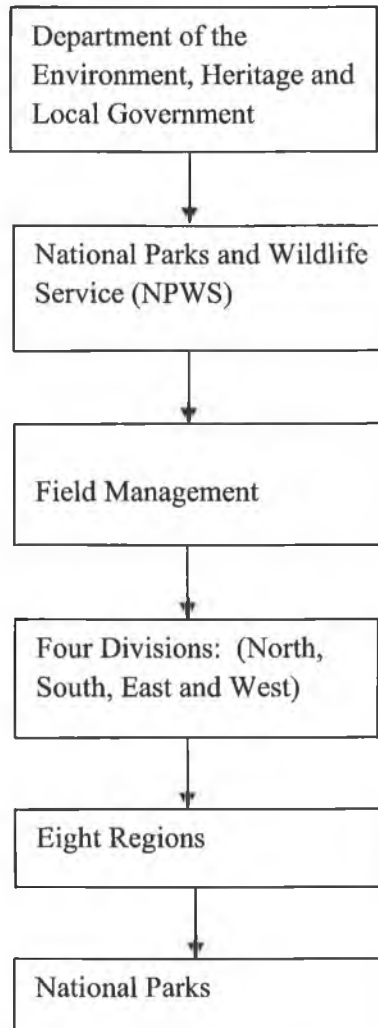 Department of the
Environment, Heritage and
Local Government
National Parks and Wildlife
Service (NPWS)
Field Management
Four Divisions: (North,
South, East and West)
Eight Regions
National Parks